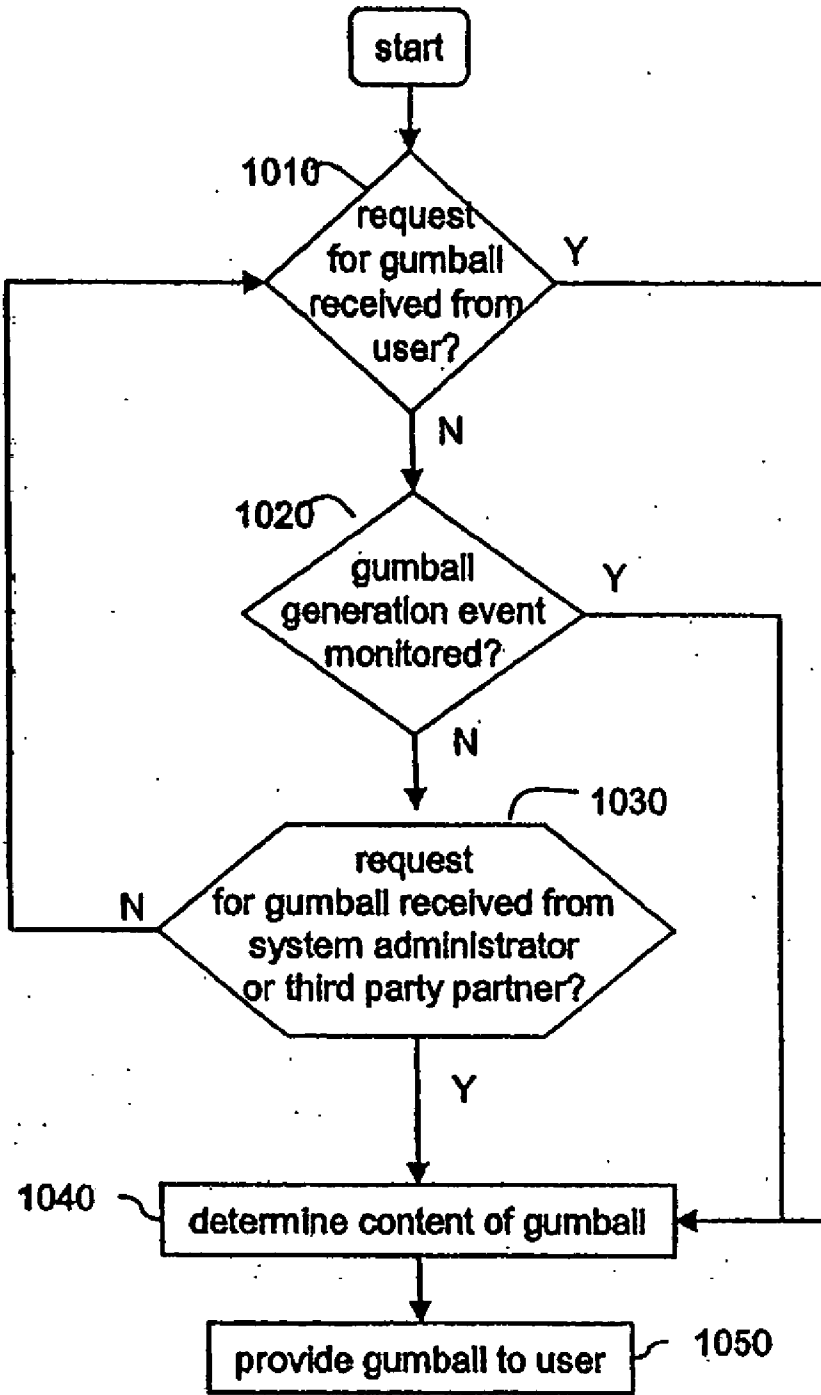 start
1010
request
for gumball
received from
user?
Y
N
1020
gumball
generation event
monitored?
Y
N
1030
request
for gumball received from
system administrator
or third party partner?
N
Y
1040
determine content of gumball
provide gumball to user
1050